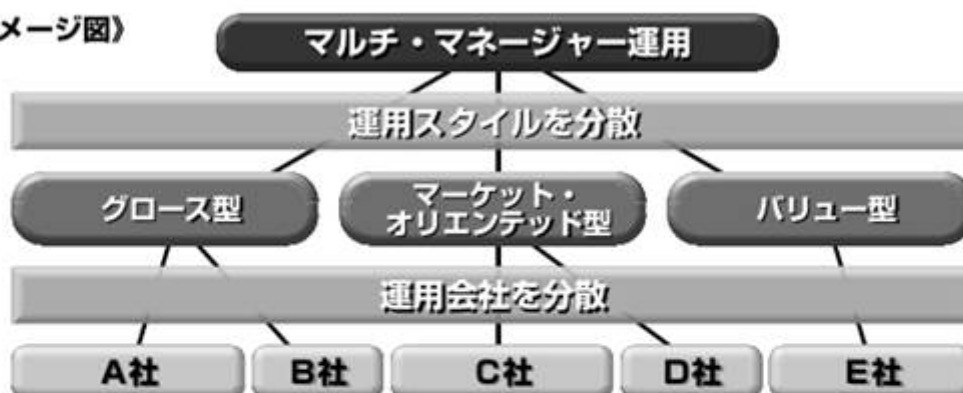 メージ図》
マルチ・マネージャー運用
運用スタイルを分散
グロース型
マーケット・
オリエンテッド型
バリュー型
運用会社を分散
A社
B社
C社
D社
E社